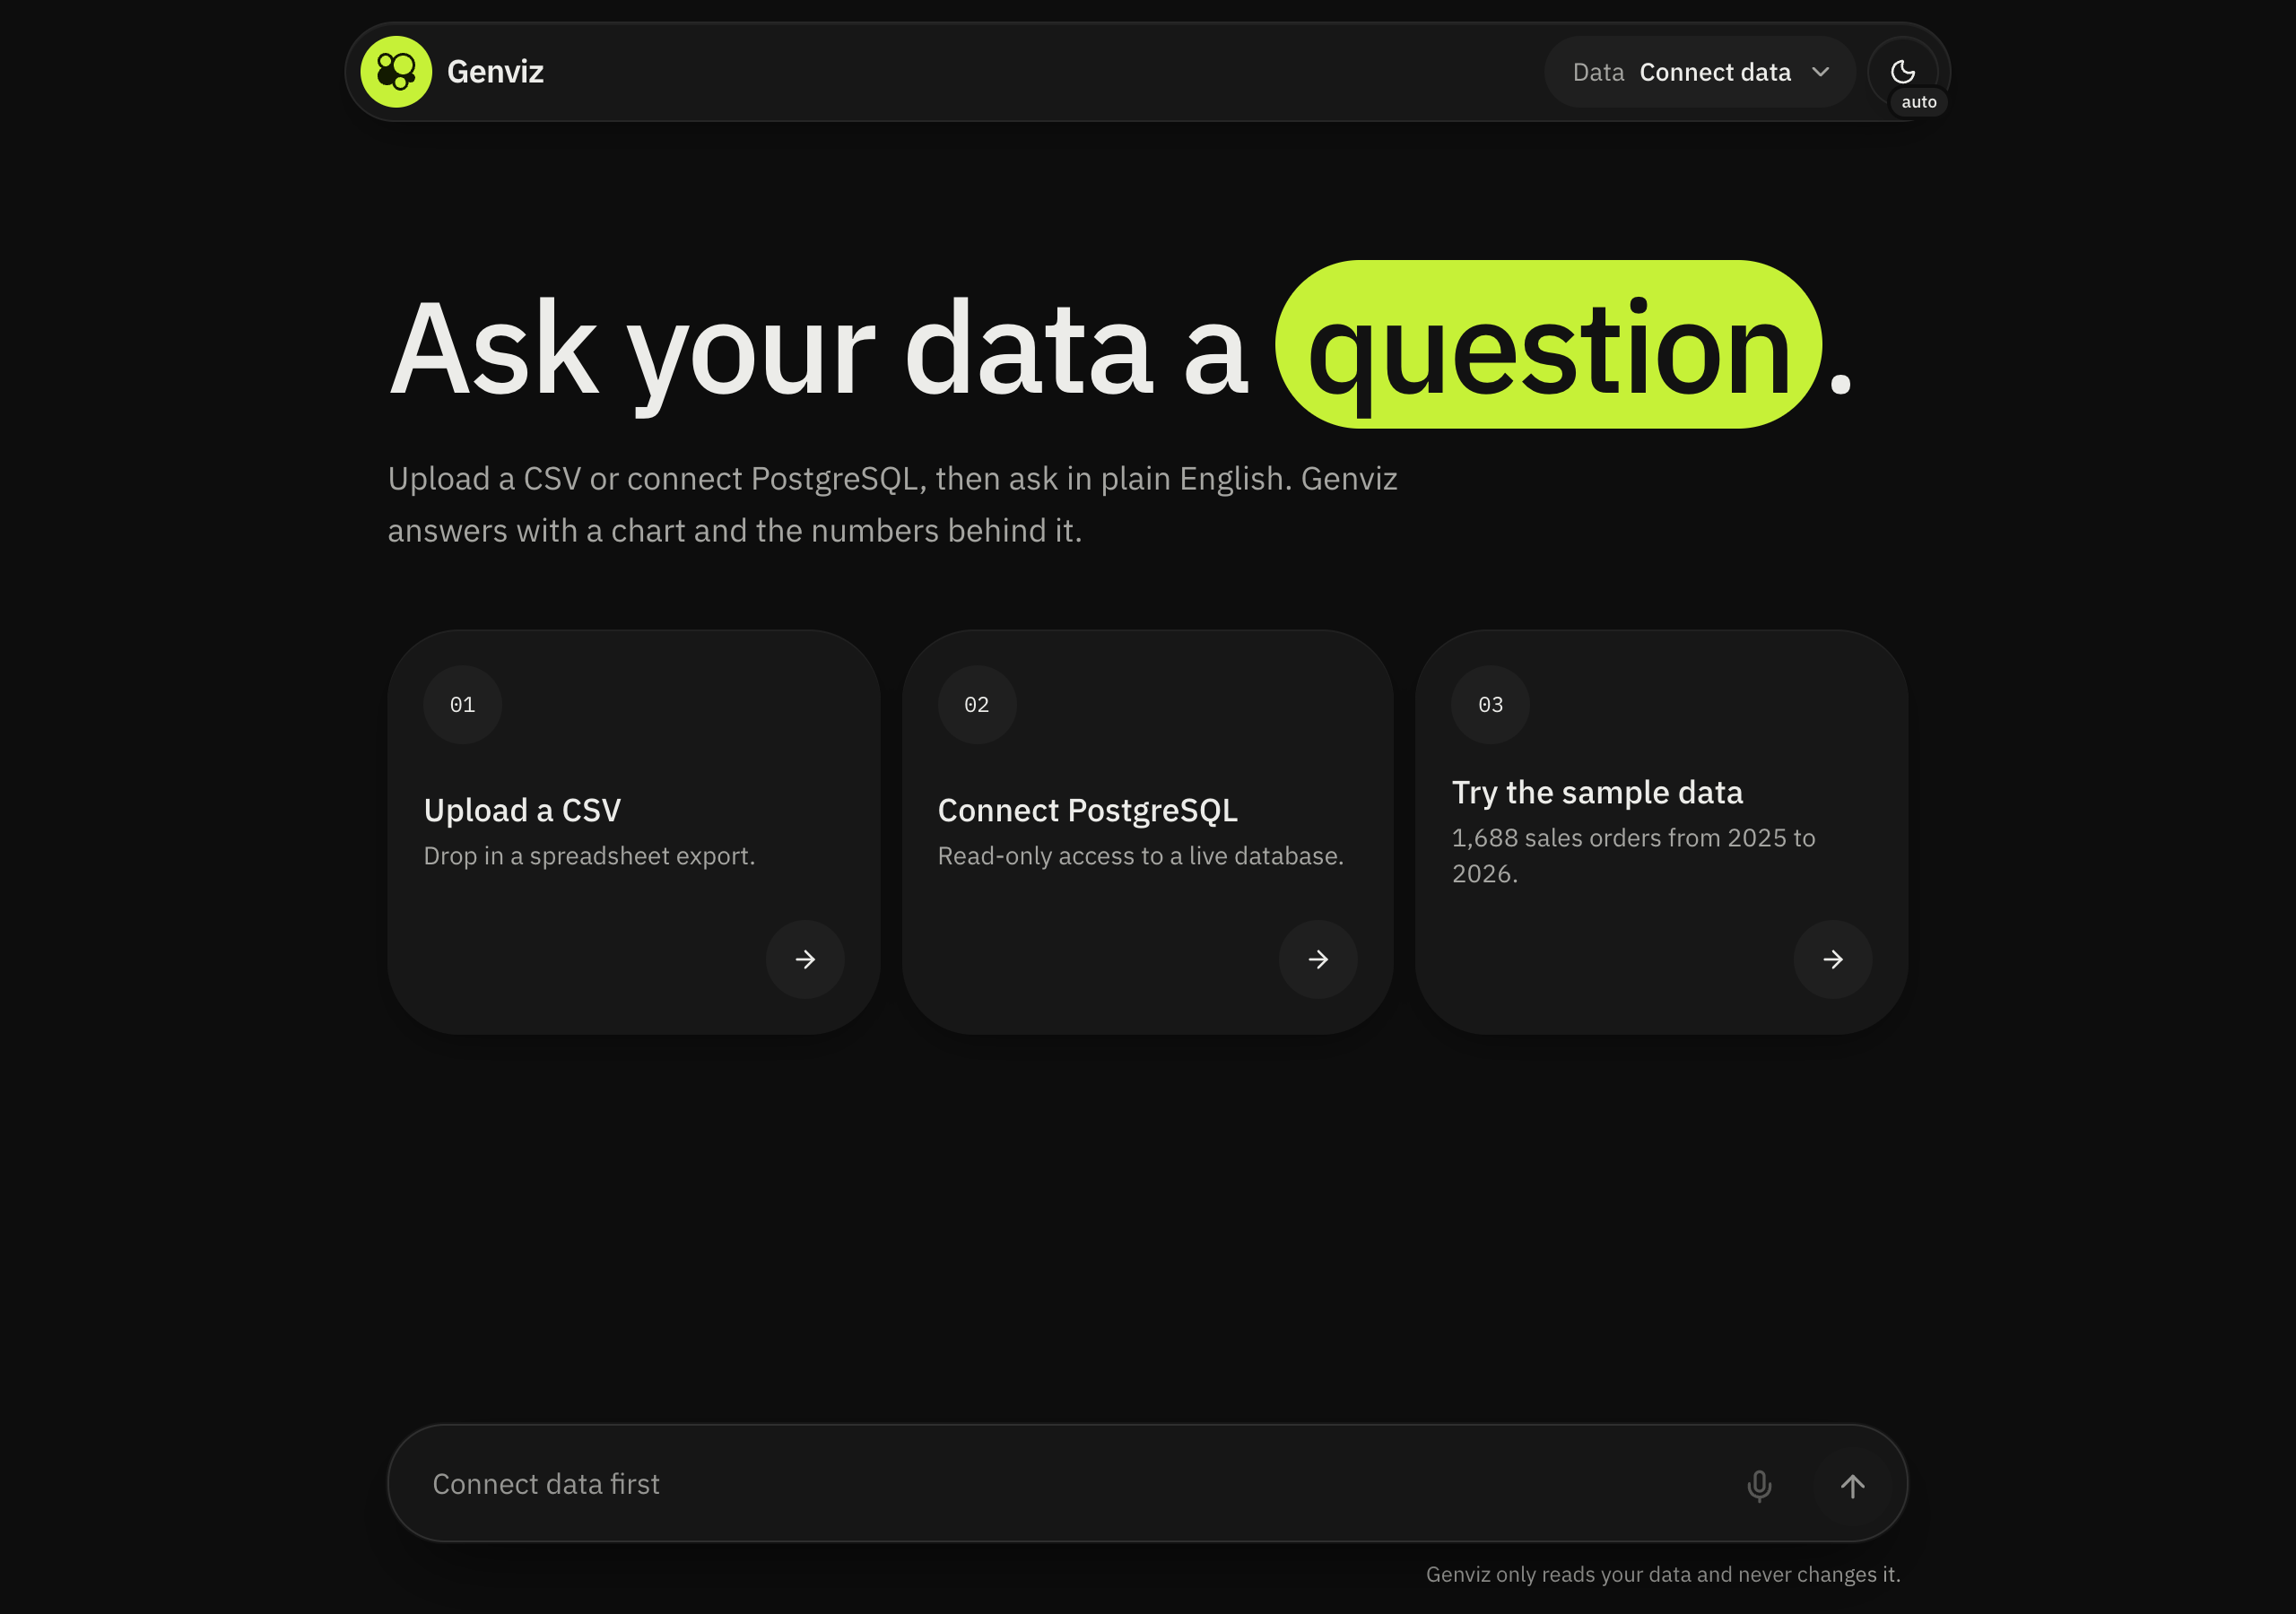 Genviz
Data Connect data
auto
Ask your data a question.
Upload a CSV or connect PostgreSQL, then ask in plain English. Genviz
answers with a chart and the numbers behind it.
01
Upload a CSV
Drop in a spreadsheet export.
02
Connect PostgreSQL
Read-only access to a live database.
03
Try the sample data
1,688 sales orders from 2025 to
2026.
Connect data first
Genviz only reads your data and never changes it.